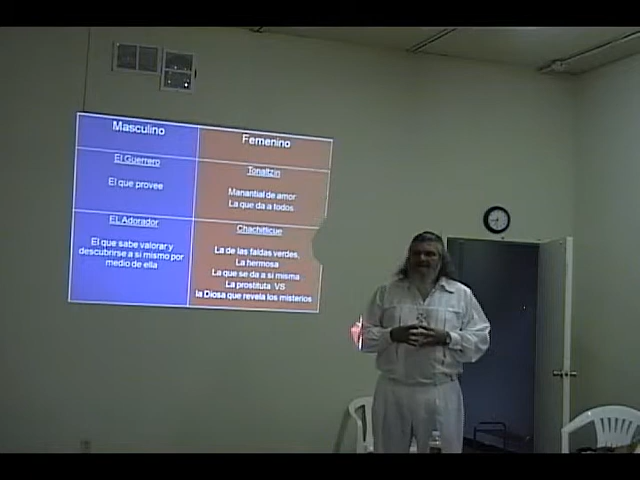 Masculino
Femenino
El Guerrero
El que provee
Tonaltzin
Manantial de amor
La que da a todos
EL Adorador
El que sabe valorar y
descubrirse a si mismo por
medio de ella
Chachitlicue
La de las faldas verdes,
La hermosa
La que se da a si misma
La prostituta VS
la Diosa que revela los misterios